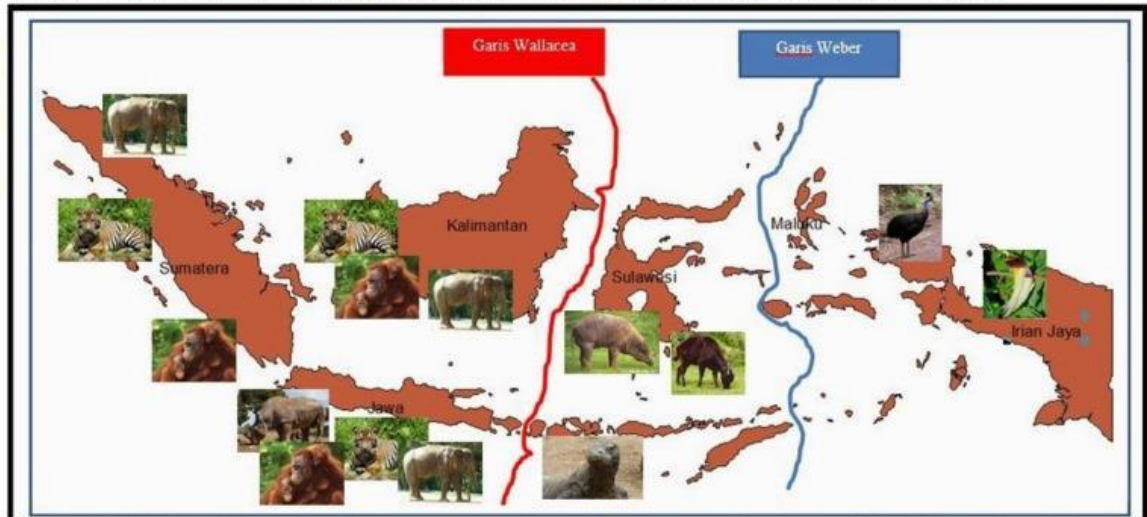 Garis Wallacea
Garis Weber
Kalimantan
Maluku
Sumatera
Sulawesi
Irian Jaya
Jawa